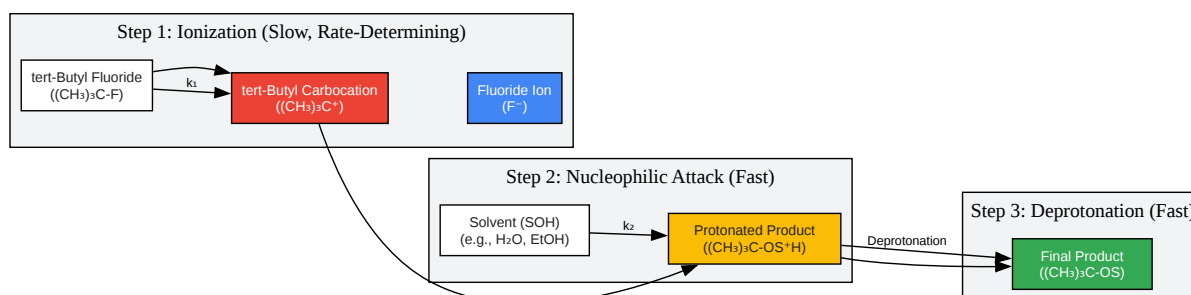 Step 1: Ionization (Slow, Rate-Determining)
tert-Butyl Fluoride
((CH₃)₃C-F)
k₁
tert-Butyl Carbocation
((CH₃)₃C⁺)
Fluoride Ion
(F⁻)
Step 2: Nucleophilic Attack (Fast)
Solvent (SOH)
(e.g., H₂O, EtOH)
k₂
Protonated Product
((CH₃)₃C-OS⁺H)
Deprotonation
Step 3: Deprotonation (Fast)
Final Product
((CH₃)₃C-OS)